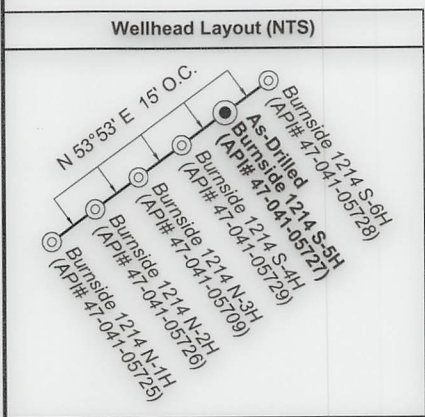 Wellhead Layout (NTS)
N 53°53' E 15' O.C.
Burnside 1214 S-6H
(API# 47-041-05728)
As-Drilled
Burnside 1214 S-5H
(API# 47-041-05727)
Burnside 1214 S-4H
(API# 47-041-05729)
Burnside 1214 N-3H
(API# 47-041-05709)
Burnside 1214 N-2H
(API# 47-041-05726)
Burnside 1214 N-1H
(API# 47-041-05725)